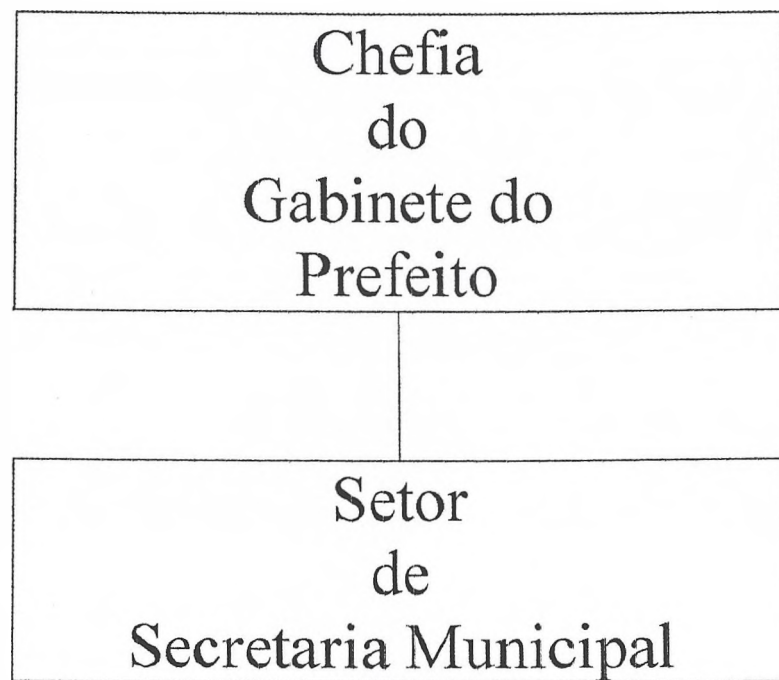 Chefia
do
Gabinete do
Prefeito
Setor
de
Secretaria Municipal